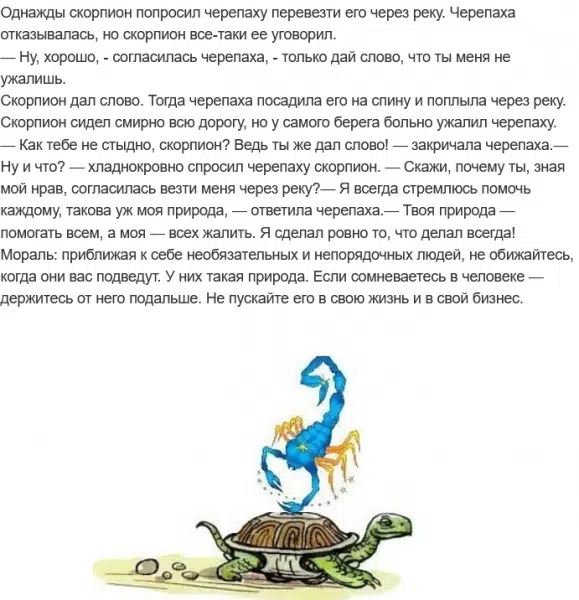 Однажды скорпион попросил черепаху перевезти его через реку. Черепаха
отказывалась, но скорпион все-таки ее уговорил.
— Ну, хорошо, - согласилась черепаха, - только дай слово, что ты меня не
ужалишь.
Скорпион дал слово. Тогда черепаха посадила его на спину и поплыла через реку.
Скорпион сидел смирно всю дорогу, но у самого берега больно ужалил черепаху.
— Как тебе не стыдно, скорпион? Ведь ты же дал слово! — закричала черепаха.—
Ну и что? — хладнокровно спросил черепаху скорпион. — Скажи, почему ты, зная
мой нрав, согласилась везти меня через реку?— Я всегда стремлюсь помочь
каждому, такова уж моя природа, — ответила черепаха.— Твоя природа —
помогать всем, а моя — всех жалить. Я сделал ровно то, что делал всегда!
Мораль: приближая к себе необязательных и непорядочных людей, не обижайтесь,
когда они вас подведут. У них такая природа. Если сомневаетесь в человеке —
держитесь от него подальше. Не пускайте его в свою жизнь и в свой бизнес.